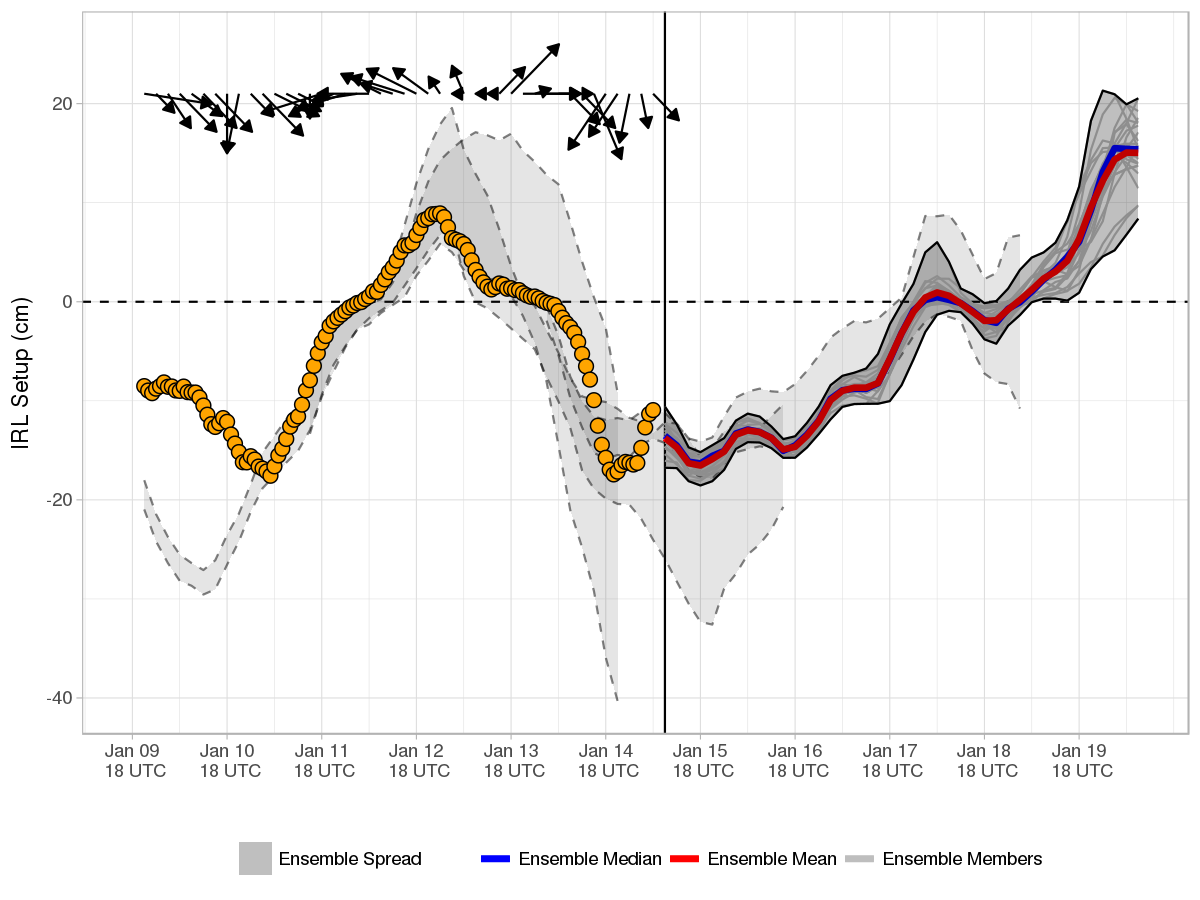 IRL Setup (cm)
20
0
-20
-40
Jan 09 Jan 10 Jan 11 Jan 12 Jan 13 Jan 14 Jan 15 Jan 16 Jan 17 Jan 18 Jan 19
18 UTC 18 UTC 18 UTC 18 UTC 18 UTC 18 UTC 18 UTC 18 UTC 18 UTC 18 UTC 18 UTC
Ensemble Spread Ensemble Median Ensemble Mean Ensemble Members